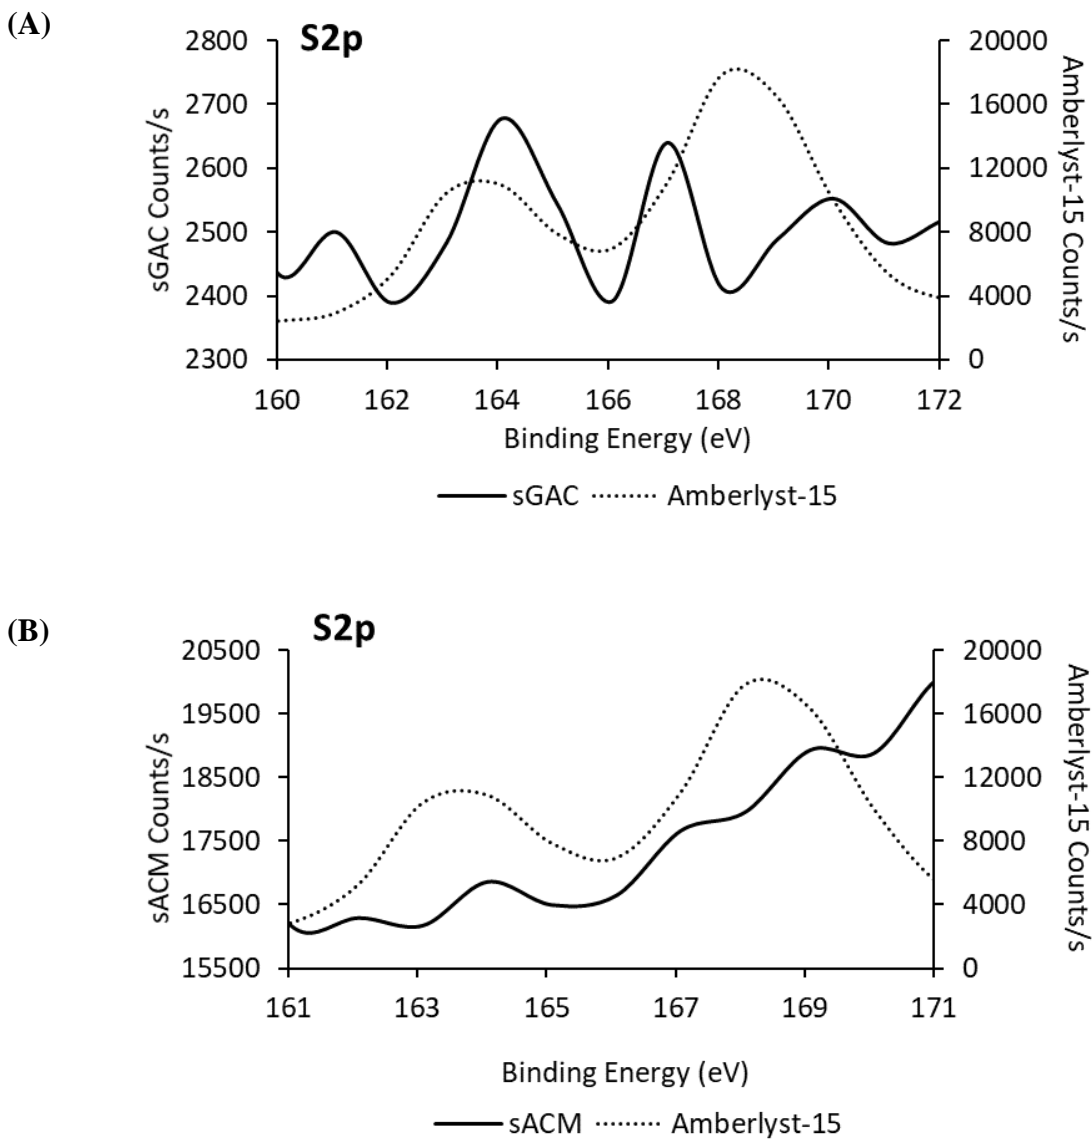 (A)
S2p
sGAC Counts/s
2800
2700
2600
2500
2400
2300
20000
16000
12000
8000
4000
0
Amberlyst-15 Counts/s
160 162 164 166 168 170 172
Binding Energy (eV)
sGAC Amberlyst-15
(B)
S2p
sACM Counts/s
20500
19500
18500
17500
16500
15500
20000
16000
12000
8000
4000
0
Amberlyst-15 Counts/s
161 163 165 167 169 171
Binding Energy (eV)
sACM Amberlyst-15